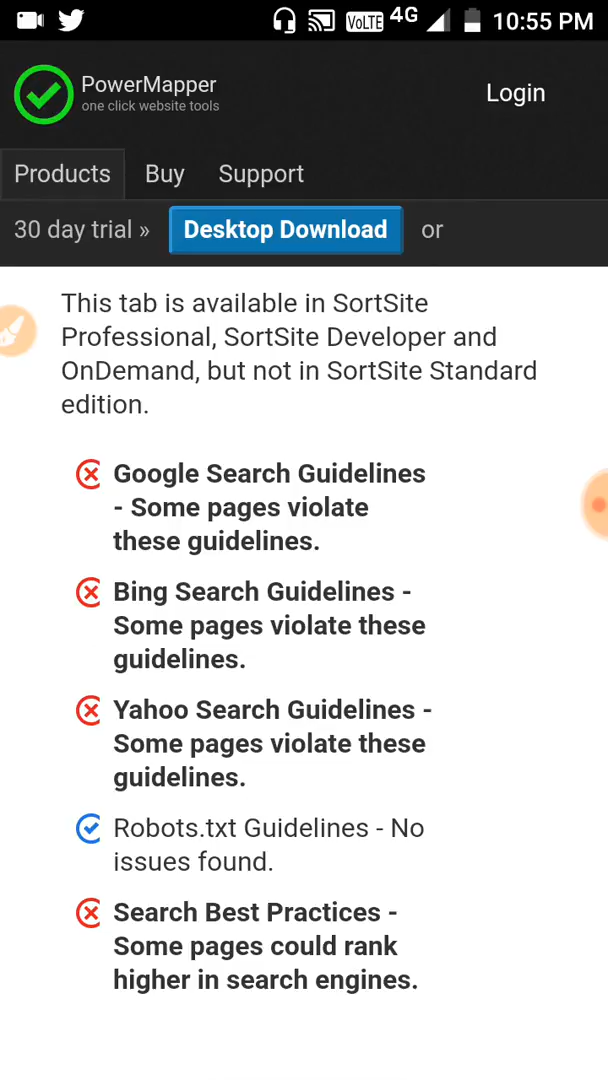 VoLTE 4G 10:55 PM
PowerMapper
one click website tools
Login
Products Buy Support
30 day trial » Desktop Download or
This tab is available in SortSite
Professional, SortSite Developer and
OnDemand, but not in SortSite Standard
edition.
Google Search Guidelines
- Some pages violate
these guidelines.
Bing Search Guidelines -
Some pages violate these
guidelines.
Yahoo Search Guidelines -
Some pages violate these
guidelines.
Robots.txt Guidelines - No
issues found.
Search Best Practices -
Some pages could rank
higher in search engines.